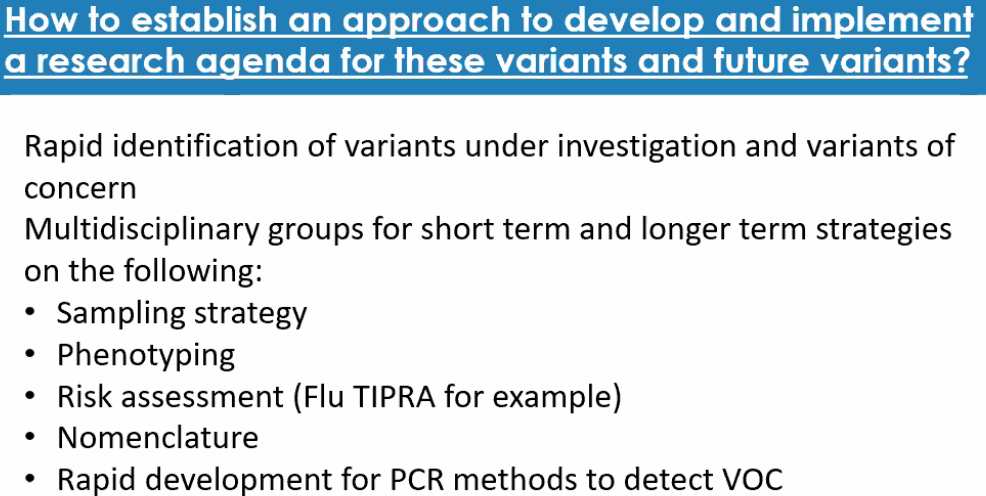 How to establish an approach to develop and implement
a research agenda for these variants and future variants?
Rapid identification of variants under investigation and variants of
concern
Multidisciplinary groups for short term and longer term strategies
on the following:
• Sampling strategy
• Phenotyping
• Risk assessment (Flu TIPRA for example)
• Nomenclature
• Rapid development for PCR methods to detect VOC